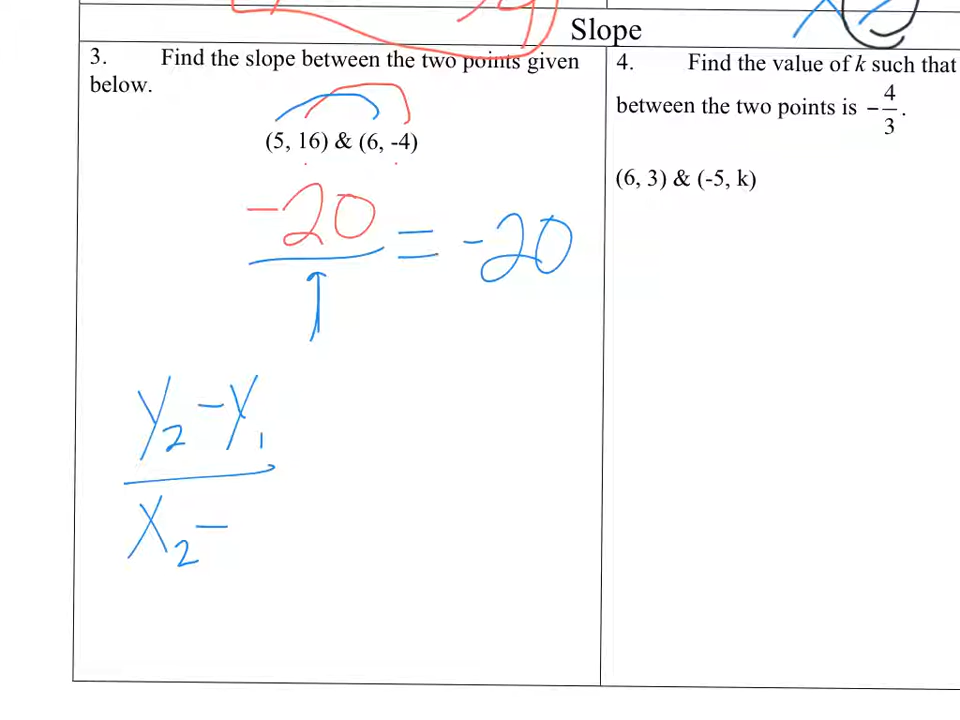 Slope
3. Find the slope between the two points given
below.
(5, 16) & (6, -4)
-20
1
= -20
y₂ - y₁
x₂ -
4. Find the value of k such that
between the two points is -4/3.
(6, 3) & (-5, k)